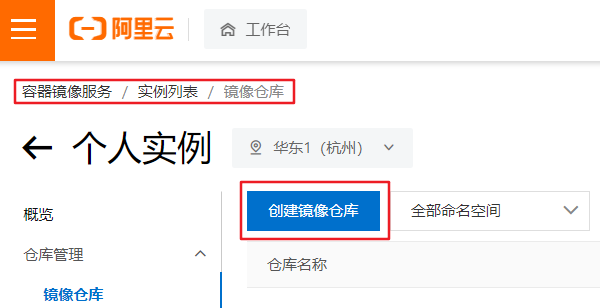 阿里云 工作台
容器镜像服务 / 实例列表 / 镜像仓库
个人实例 华东1（杭州）
概览
仓库管理
镜像仓库
创建镜像仓库 全部命名空间
仓库名称